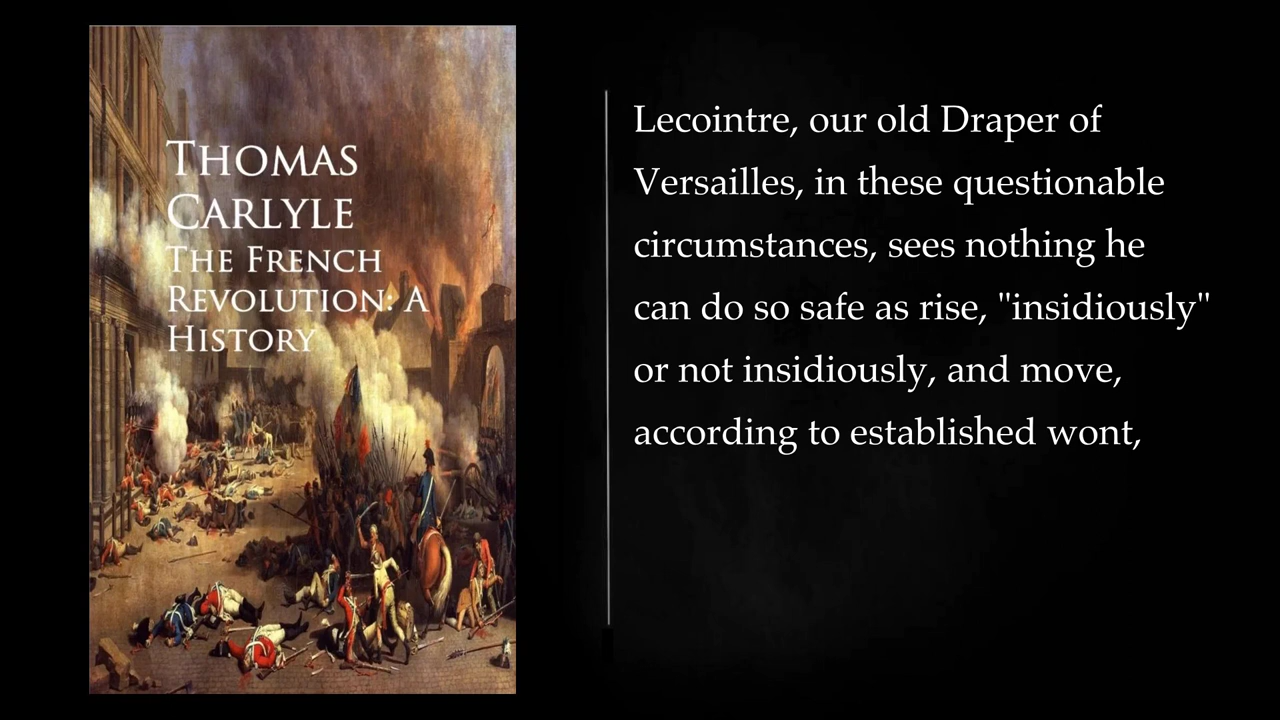 THOMAS
CARLYLE
THE FRENCH
REVOLUTION: A
HISTORY
Lecointre, our old Draper of
Versailles, in these questionable
circumstances, sees nothing he
can do so safe as rise, "insidiously"
or not insidiously, and move,
according to established wont,